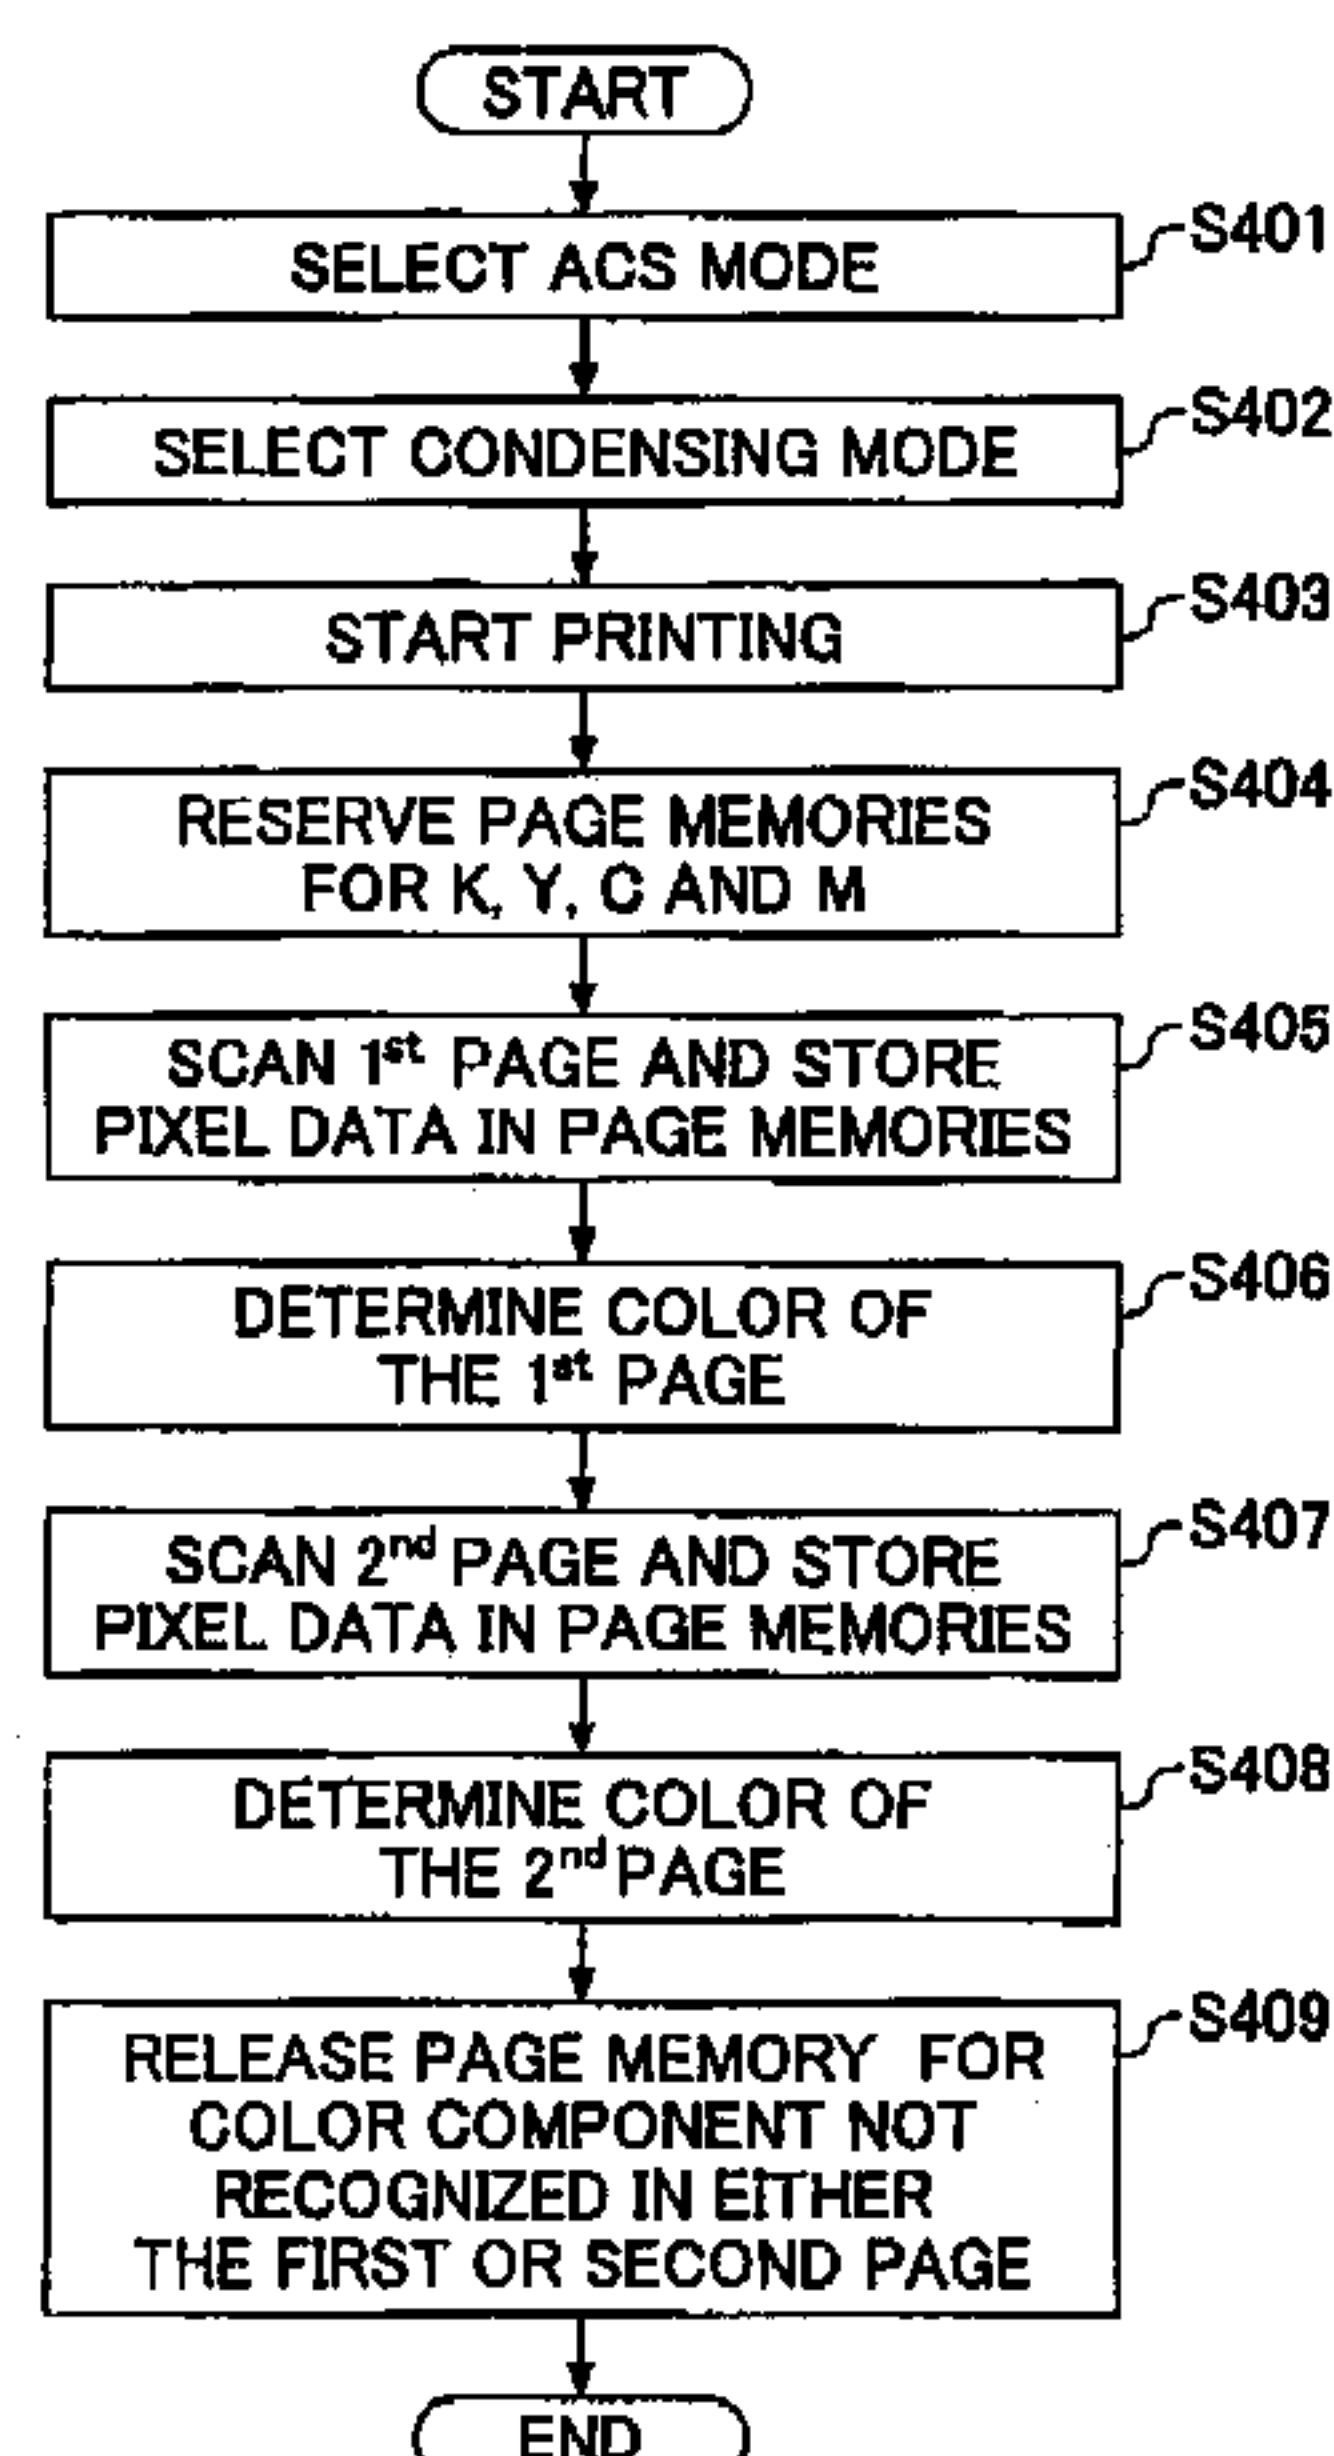 START
SELECT ACS MODE
S401
SELECT CONDENSING MODE
S402
START PRINTING
S403
RESERVE PAGE MEMORIES
FOR K, Y, C AND M
S404
SCAN 1st PAGE AND STORE
PIXEL DATA IN PAGE MEMORIES
S405
DETERMINE COLOR OF
THE 1st PAGE
S406
SCAN 2nd PAGE AND STORE
PIXEL DATA IN PAGE MEMORIES
S407
DETERMINE COLOR OF
THE 2nd PAGE
S408
RELEASE PAGE MEMORY FOR
COLOR COMPONENT NOT
RECOGNIZED IN EITHER
THE FIRST OR SECOND PAGE
S409
END